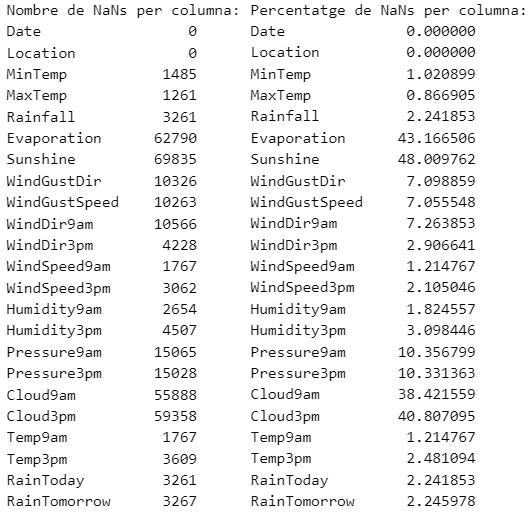 Nombre de NaNs per columna: Percentatge de NaNs per columna:
Date 0 Date 0.000000
Location 0 Location 0.000000
MinTemp 1485 MinTemp 1.020899
MaxTemp 1261 MaxTemp 0.866905
Rainfall 3261 Rainfall 2.241853
Evaporation 62790 Evaporation 43.166506
Sunshine 69835 Sunshine 48.009762
WindGustDir 10326 WindGustDir 7.098859
WindGustSpeed 10263 WindGustSpeed 7.055548
WindDir9am 10566 WindDir9am 7.263853
WindDir3pm 4228 WindDir3pm 2.906641
WindSpeed9am 1767 WindSpeed9am 1.214767
WindSpeed3pm 3062 WindSpeed3pm 2.105046
Humidity9am 2654 Humidity9am 1.824557
Humidity3pm 4507 Humidity3pm 3.098446
Pressure9am 15065 Pressure9am 10.356799
Pressure3pm 15028 Pressure3pm 10.331363
Cloud9am 55888 Cloud9am 38.421559
Cloud3pm 59358 Cloud3pm 40.807095
Temp9am 1767 Temp9am 1.214767
Temp3pm 3609 Temp3pm 2.481094
RainToday 3261 RainToday 2.241853
RainTomorrow 3267 RainTomorrow 2.245978